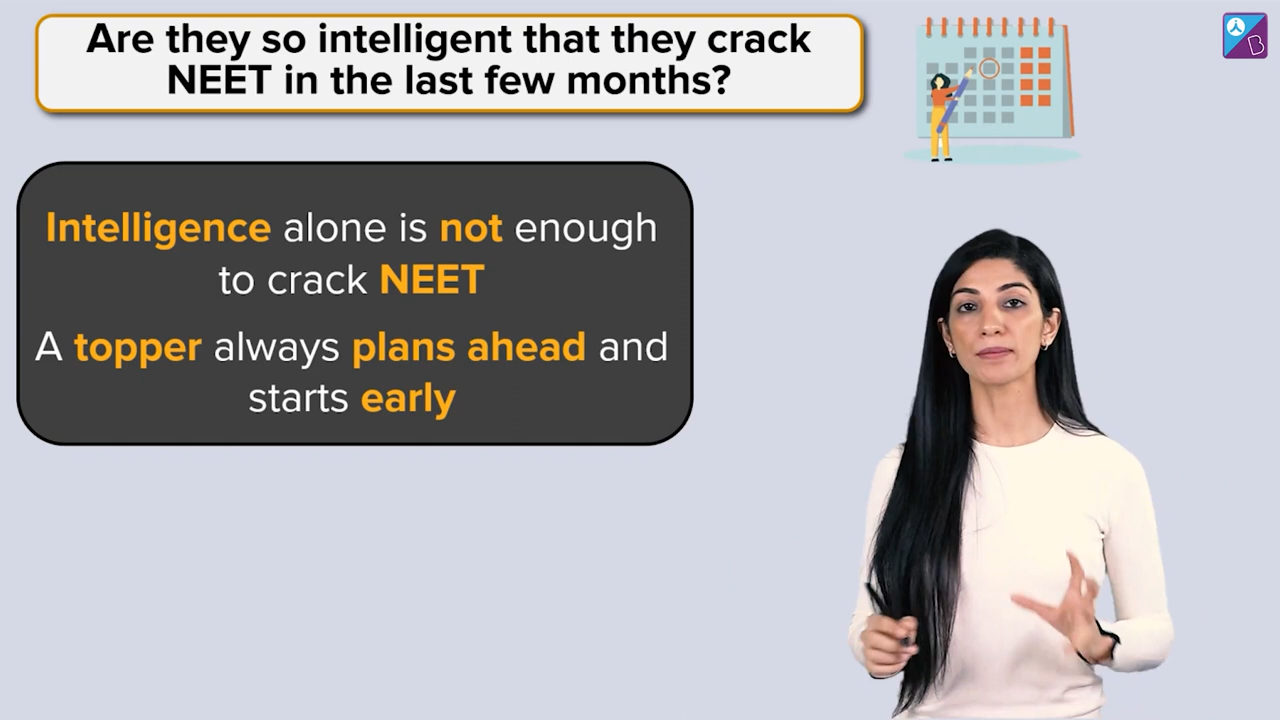 Are they so intelligent that they crack
NEET in the last few months?
Intelligence alone is not enough
to crack NEET
A topper always plans ahead and
starts early
B